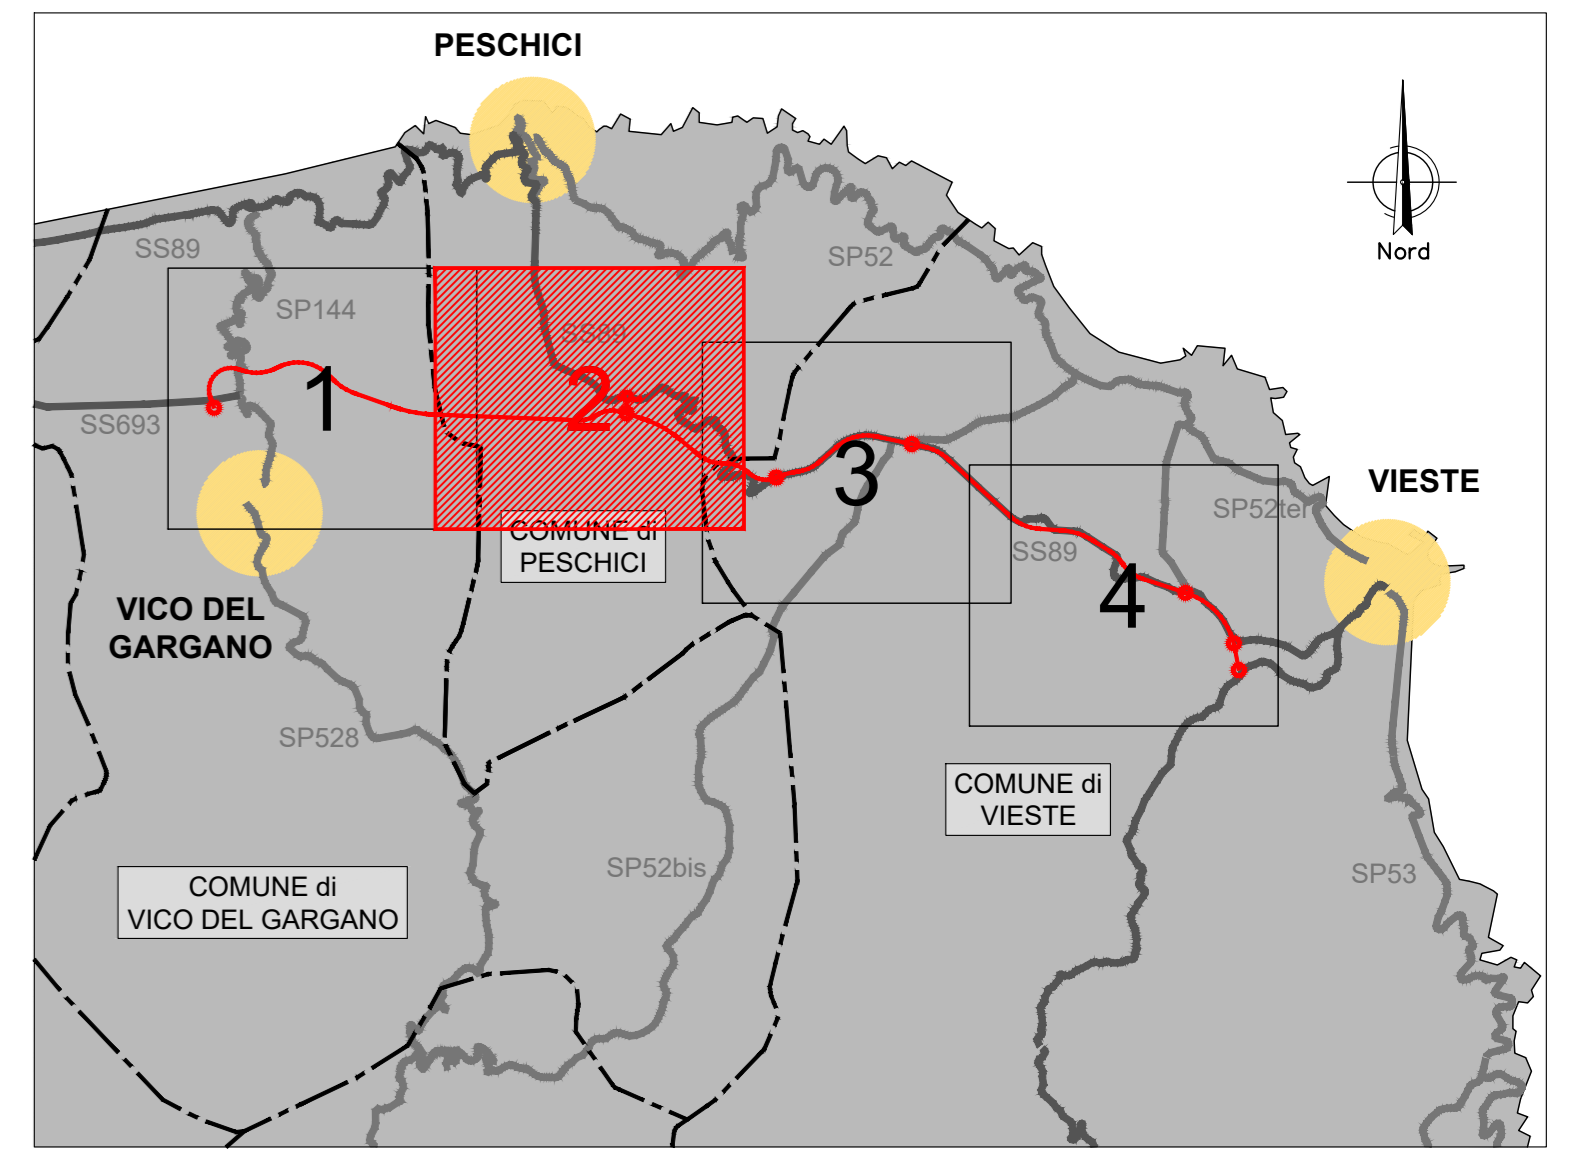 PESCHICI
Nord
SS89
SP52
SP144
SS89
1
2
SS693
3
VIESTE
SP52ter
COMUNE di
PESCHICI
SS89
4
VICO DEL
GARGANO
SP528
COMUNE di
VIESTE
SP52bis
SP53
COMUNE di
VICO DEL GARGANO